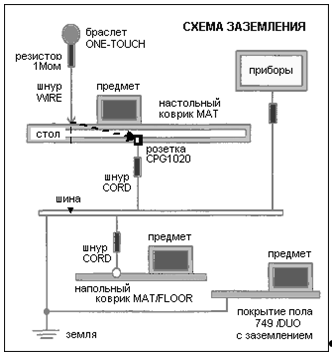 СХЕМА ЗАЗЕМЛЕНИЯ
браслет
ONE-TOUCH
резистор
1Мом
шнур
WIRE
предмет
настольный
коврик MAT
приборы
стол
розетка
CPG1020
шнур
CORD
шина
шнур
CORD
предмет
напольный
коврик MAT/FLOOR
предмет
покрытие пола
749 /DUO
с заземлением
земля